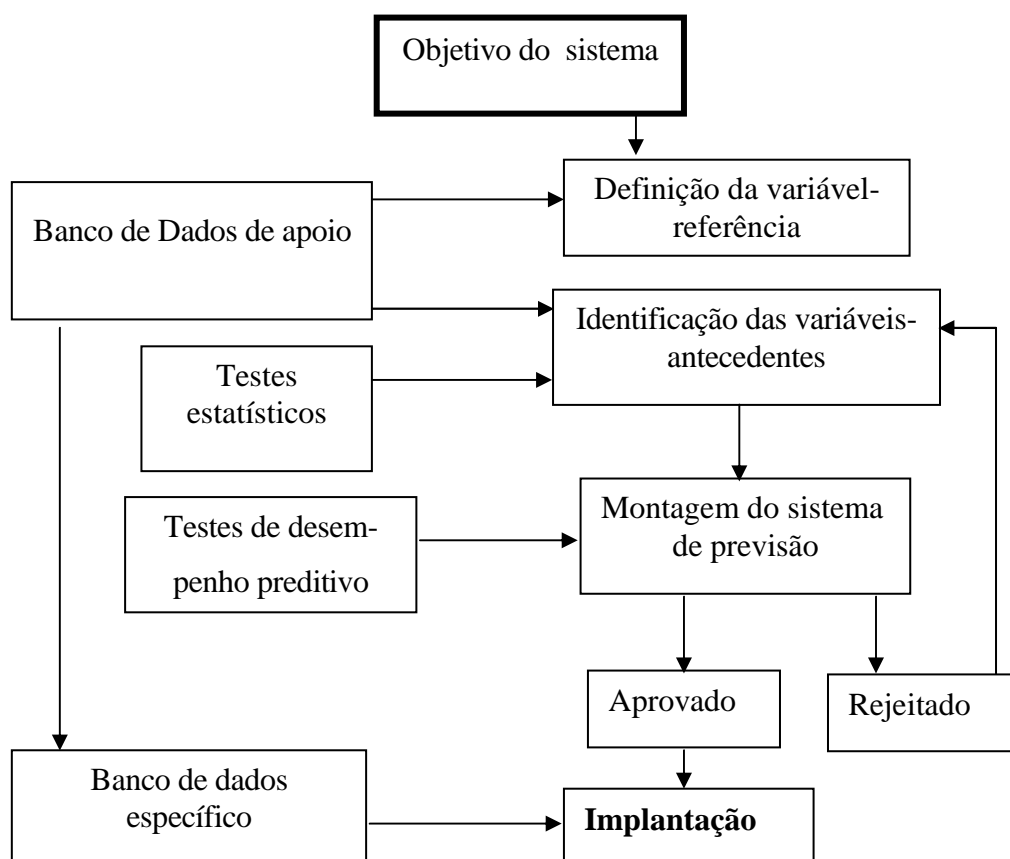 Objetivo do sistema
Definição da variável-
referência
Banco de Dados de apoio
Identificação das variáveis-
antecedentes
Testes
estatísticos
Montagem do sistema
de previsão
Testes de desem-
penho preditivo
Aprovado
Rejeitado
Banco de dados
específico
Implantação